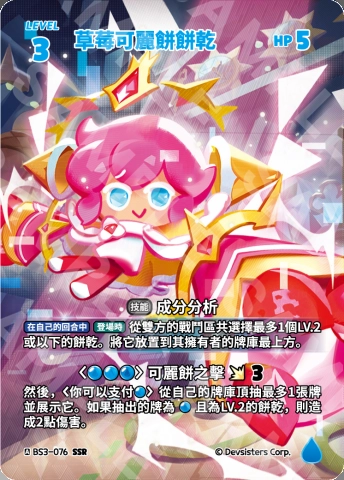 LEVEL
3
草莓可麗餅餅乾
HP 5
技能 成分分析
在自己的回合中 登場時 從雙方的戰鬥區共選擇最多1個LV.2
或以下的餅乾。將它放置到其擁有者的牌庫最上方。
〈●●●〉可麗餅之擊 3
然後,〈你可以支付●〉從自己的牌庫頂抽最多1張牌
並展示它。如果抽出的牌為 ● 且為LV.2的餅乾,則造
成2點傷害。
A BS3-076 SSR
© Devsisters Corp.